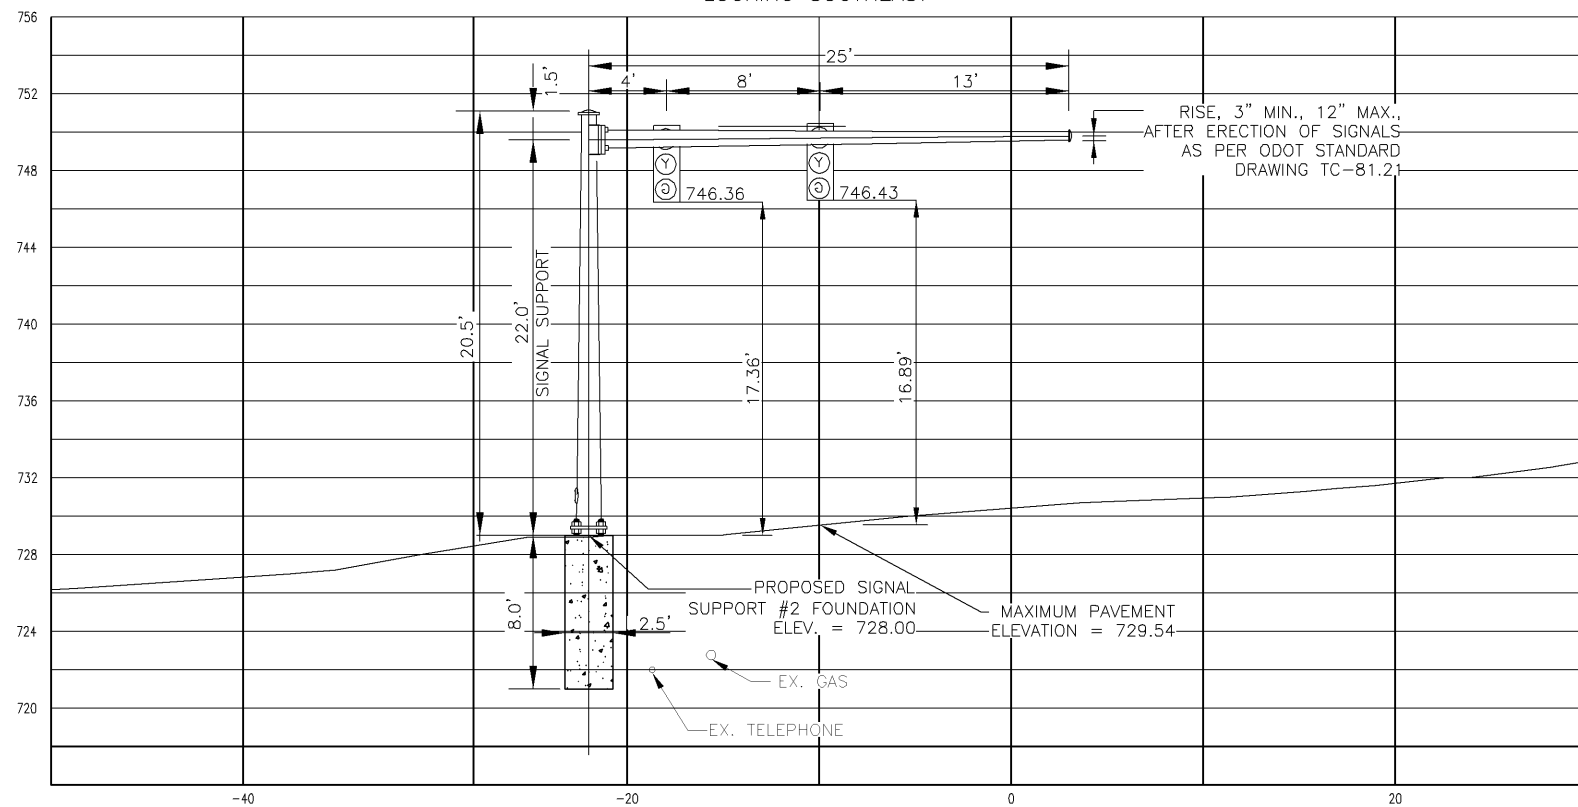 756
752
748
744
740
736
732
728
724
720
-40
-20
0
20
25'
1.5'
4'
8'
13'
RISE, 3" MIN., 12" MAX.,
AFTER ERECTION OF SIGNALS
AS PER ODOT STANDARD
DRAWING TC-81.21
Y
G
746.36
Y
G
746.43
20.5'
22.0'
SIGNAL SUPPORT
17.36'
16.89'
8.0'
2.5'
PROPOSED SIGNAL
SUPPORT #2 FOUNDATION
ELEV. = 728.00
MAXIMUM PAVEMENT
ELEVATION = 729.54
EX. GAS
EX. TELEPHONE